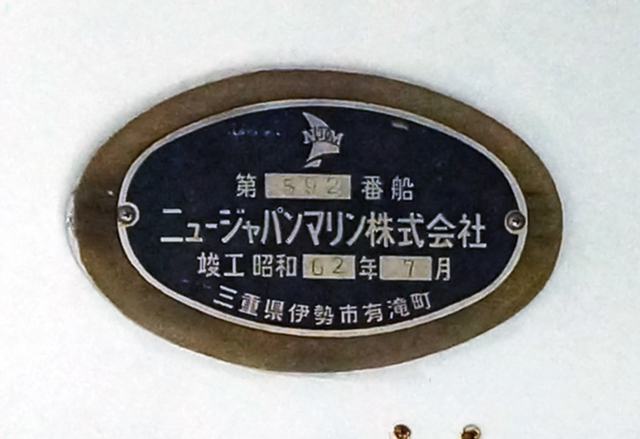 NJM
第 592 番船
ニュージャパンマリン株式会社
竣工 昭和 62 年 7 月
三重県伊勢市有滝町